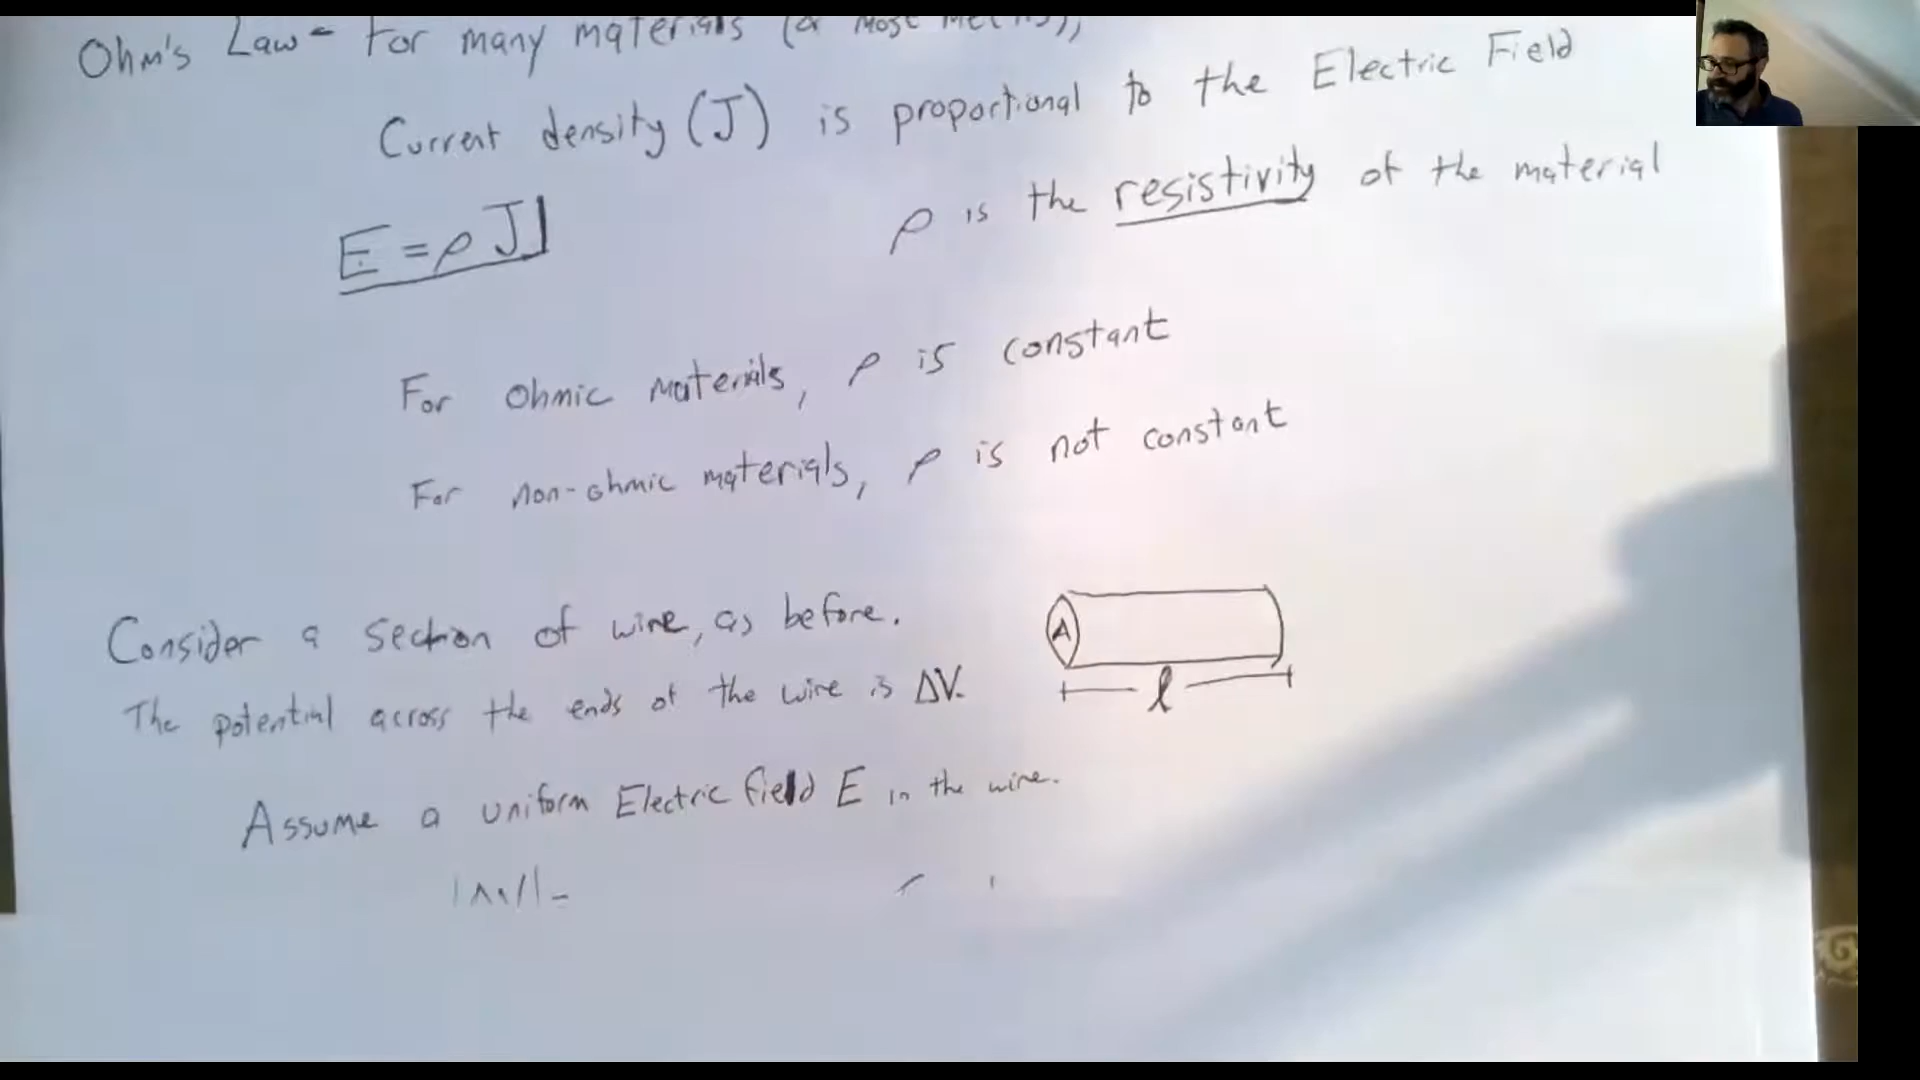 Ohm's Law - For many materials (& most metals),
Current density (J) is proportional to the Electric Field
E = ρ J
ρ is the resistivity of the material
For Ohmic materials, ρ is constant
For non-ohmic materials, ρ is not constant
Consider a section of wire, as before.
A
The potential across the ends of the wire is ΔV.
l
Assume a uniform Electric field E in the wire.